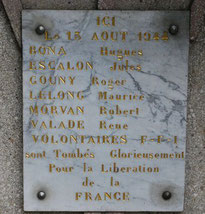 ICI
Le 15 AOUT 1944
BONA Hugues
ESCALON Jules
GOUNY Roger
LELONG Maurice
MORVAN Robert
VALADE René
VOLONTAIRES F-F-I
sont Tombés Glorieusement
Pour la Libération
de la
FRANCE